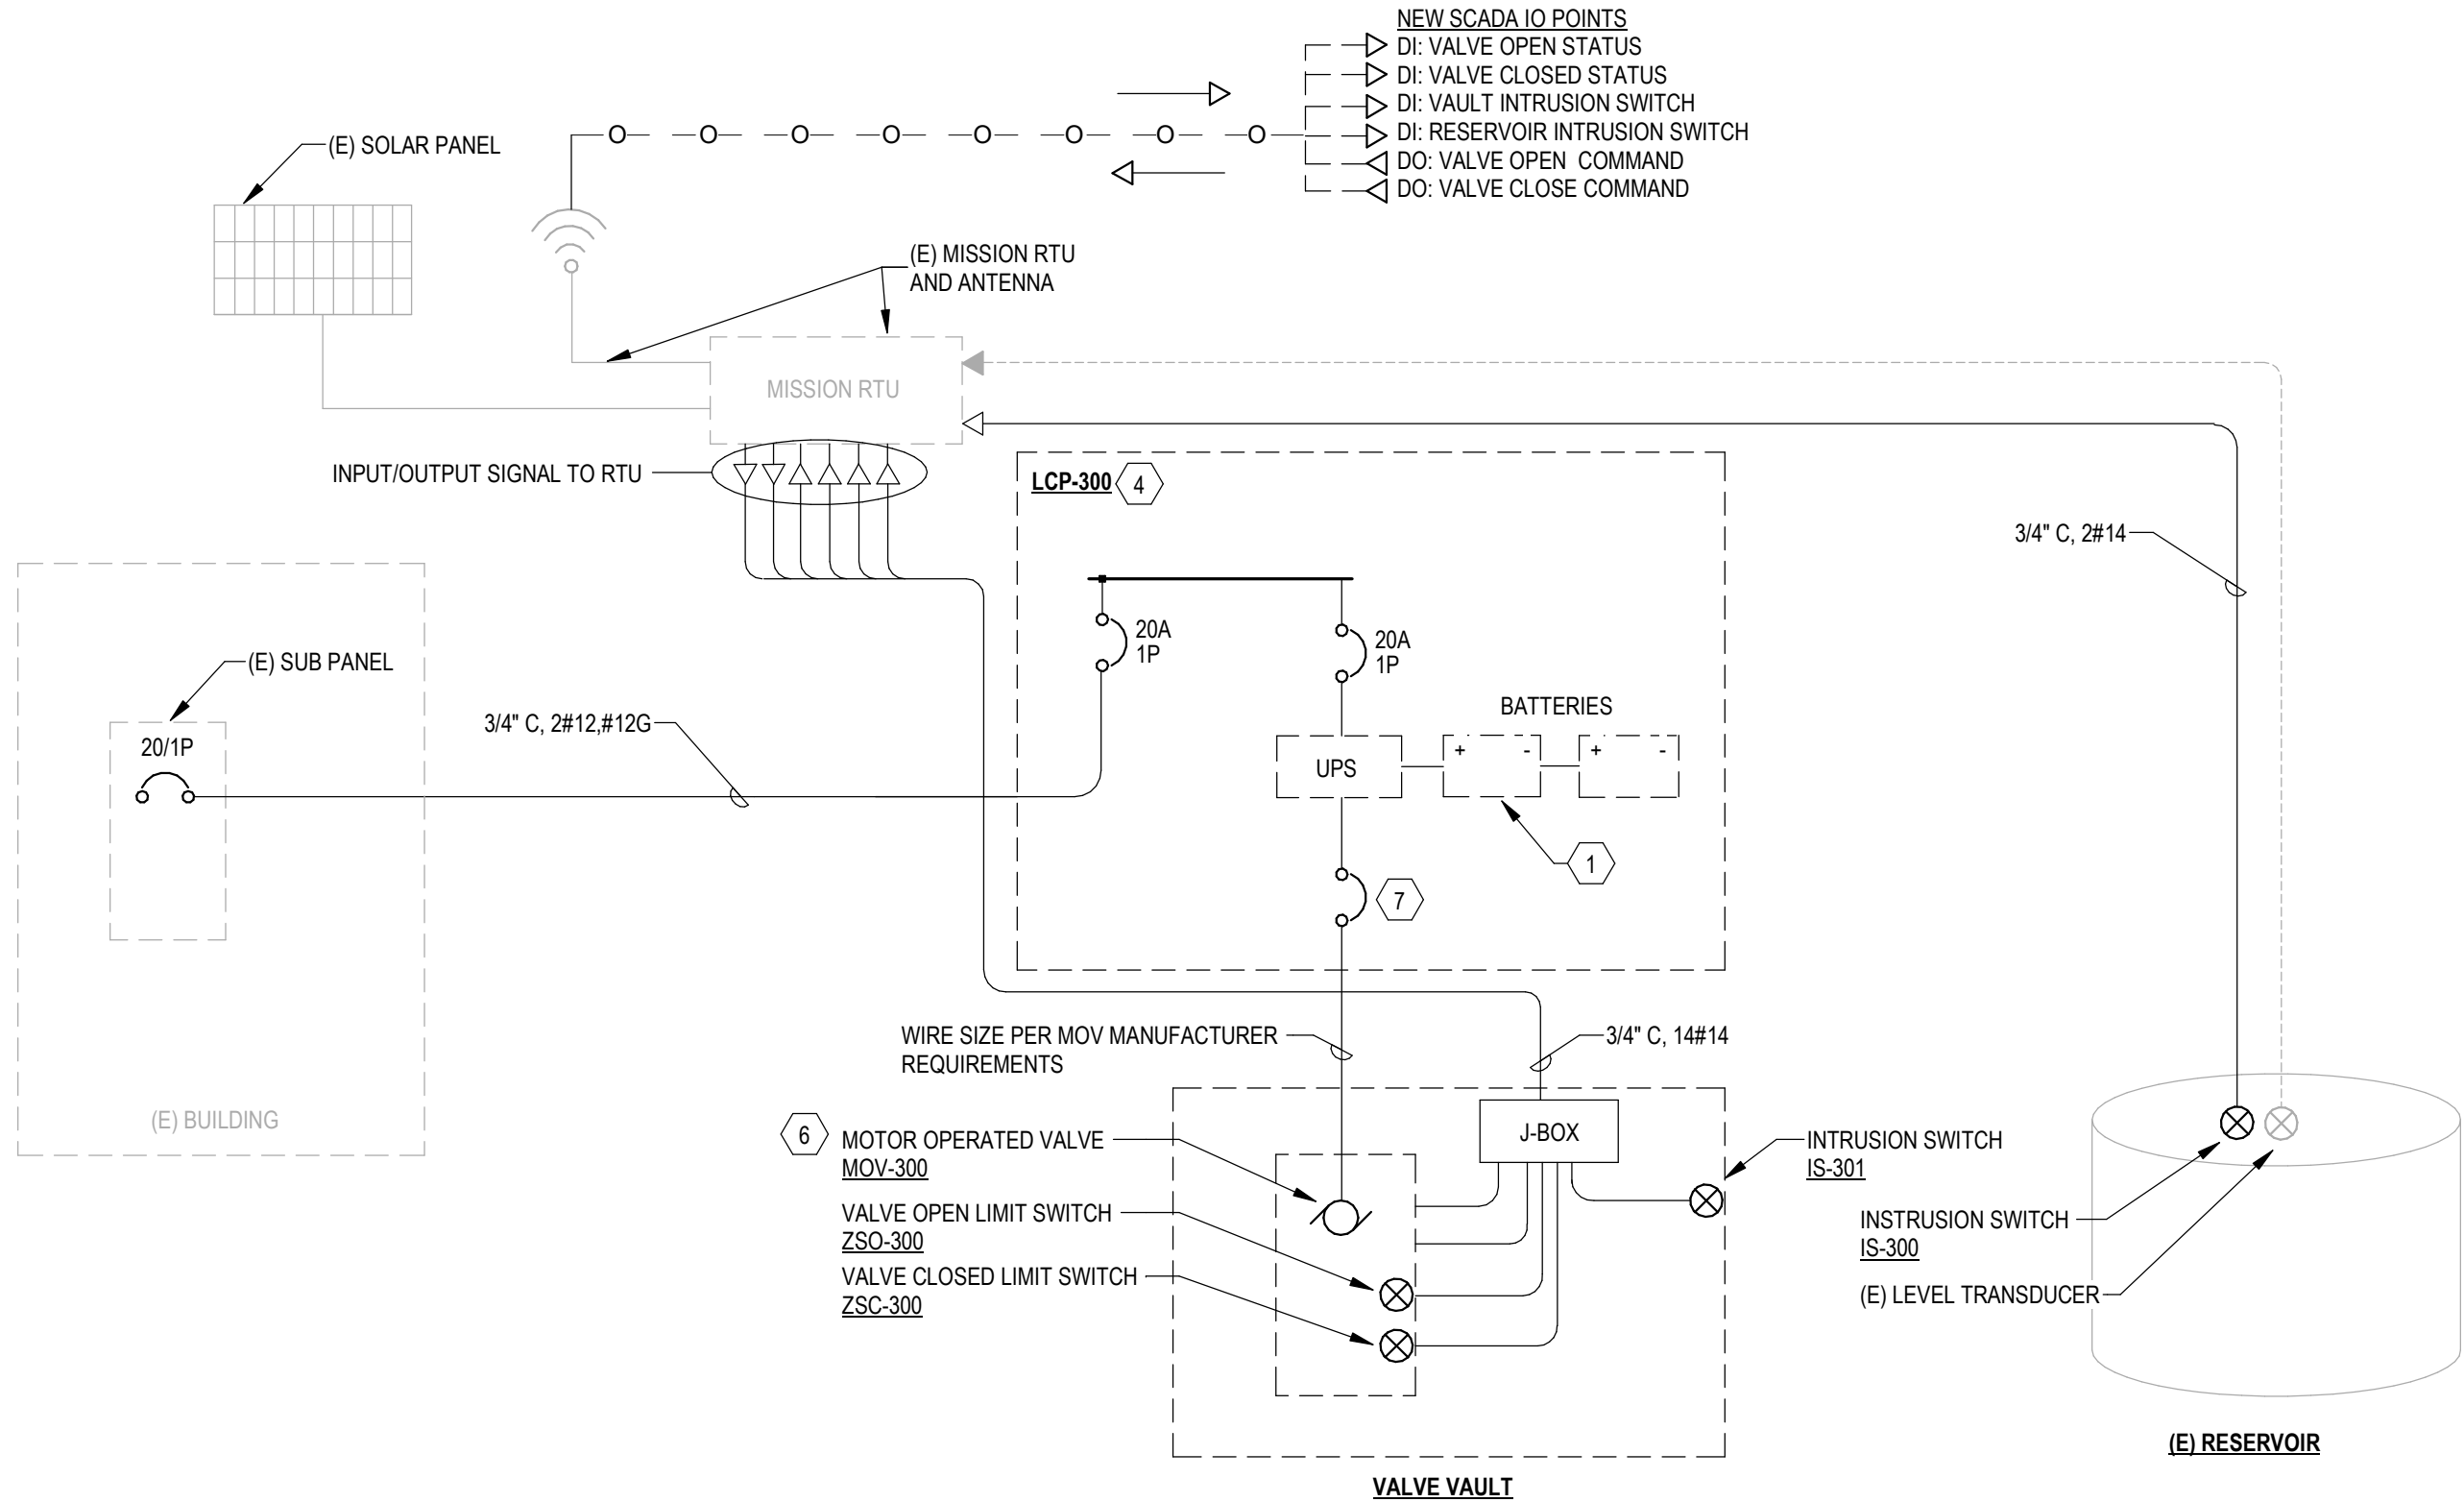 NEW SCADA IO POINTS
DI: VALVE OPEN STATUS
DI: VALVE CLOSED STATUS
DI: VAULT INTRUSION SWITCH
DI: RESERVOIR INTRUSION SWITCH
DO: VALVE OPEN COMMAND
DO: VALVE CLOSE COMMAND
(E) SOLAR PANEL
(E) MISSION RTU
AND ANTENNA
MISSION RTU
INPUT/OUTPUT SIGNAL TO RTU
LCP-300
4
3/4" C, 2#14
20A
1P
20A
1P
(E) SUB PANEL
20/1P
3/4" C, 2#12,#12G
BATTERIES
UPS
+ -
+ -
1
7
WIRE SIZE PER MOV MANUFACTURER
REQUIREMENTS
3/4" C, 14#14
(E) BUILDING
6
MOTOR OPERATED VALVE
MOV-300
VALVE OPEN LIMIT SWITCH
ZSO-300
VALVE CLOSED LIMIT SWITCH
ZSC-300
J-BOX
INTRUSION SWITCH
IS-301
INSTRUSION SWITCH
IS-300
(E) LEVEL TRANSDUCER
(E) RESERVOIR
VALVE VAULT